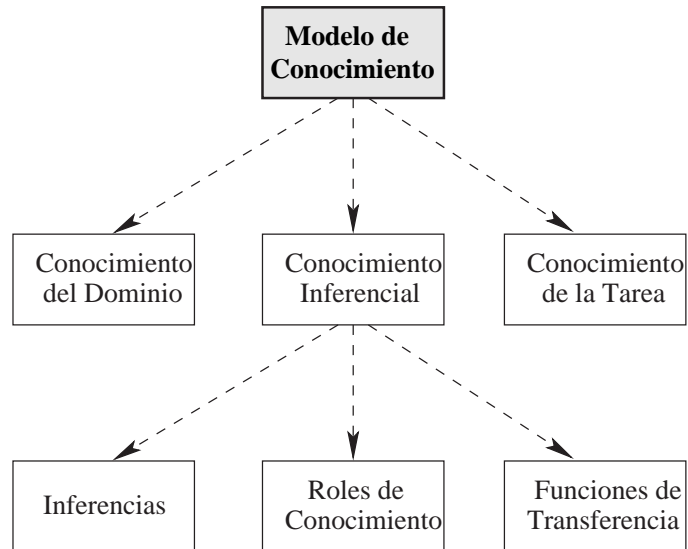 Modelo de
Conocimiento
Conocimiento
del Dominio
Conocimiento
Inferencial
Conocimiento
de la Tarea
Inferencias
Roles de
Conocimiento
Funciones de
Transferencia